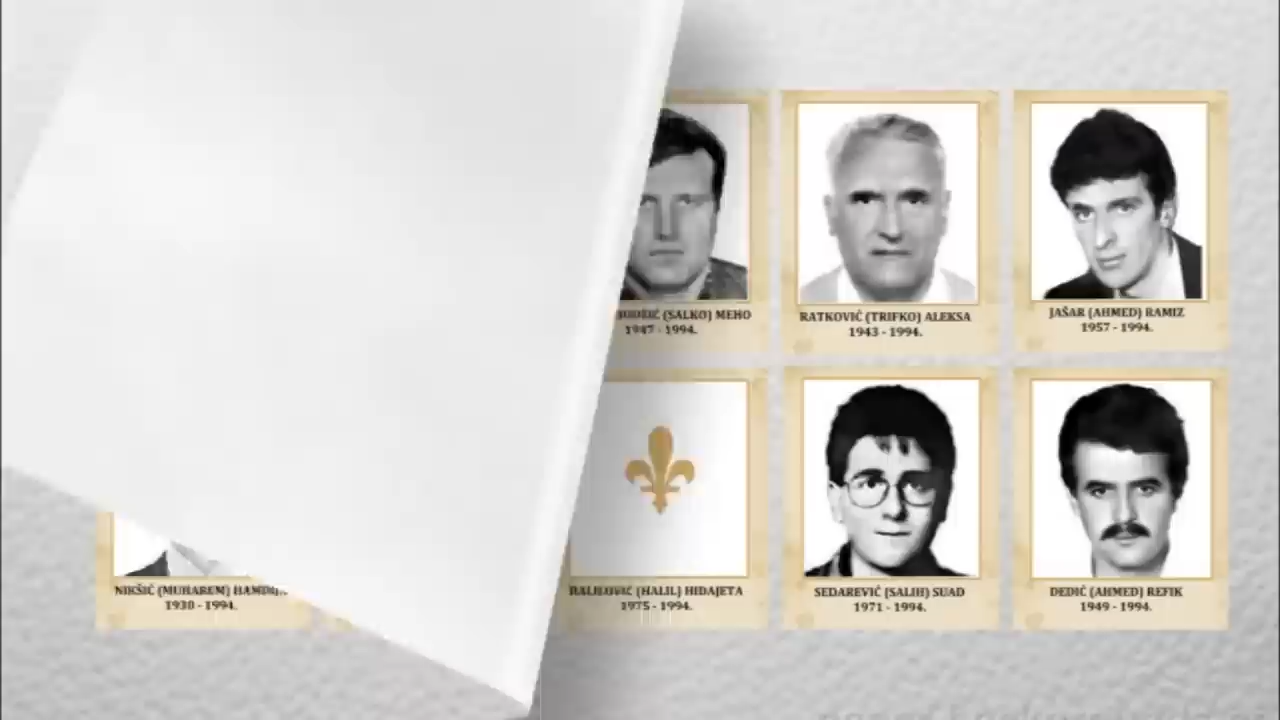 (SALKO) MEHO
1947 - 1994.
RATKOVIĆ (TRIFKO) ALEKSA
1943 - 1994.
JAŠAR (AHMED) RAMIZ
1957 - 1994.
NIKŠIĆ (MUHAREM)
1930 - 1994.
(HALIL) HIDAJETA
1975 - 1994.
SEDAREVIĆ (SALIH) SUAD
1971 - 1994.
DEDIĆ (AHMED) REFIK
1949 - 1994.